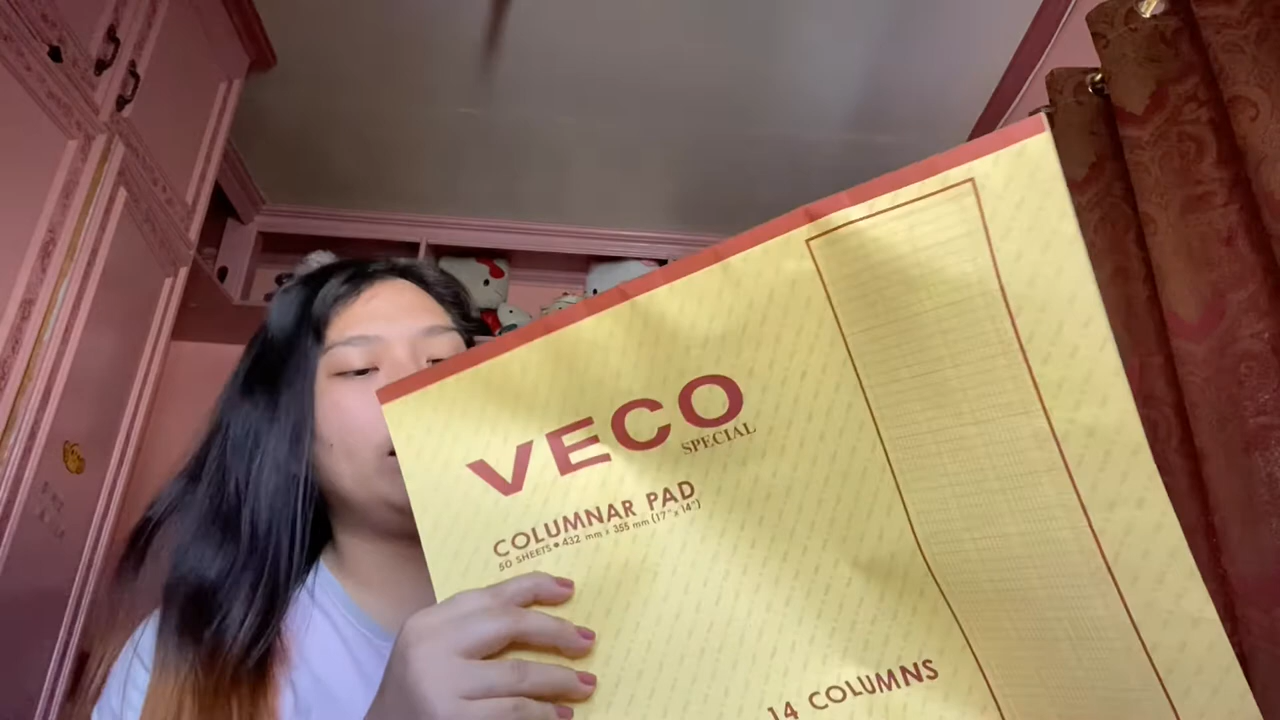 VECO
SPECIAL
COLUMNAR PAD
50 SHEETS • 432 mm x 355 mm (17" x 14")
14 COLUMNS